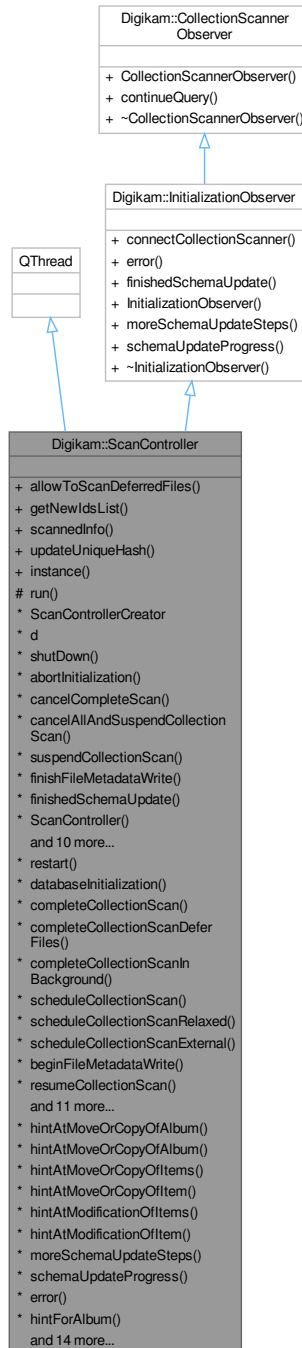 Digikam::CollectionScanner
Observer
+ CollectionScannerObserver()
+ continueQuery()
+ ~CollectionScannerObserver()
Digikam::InitializationObserver
+ connectCollectionScanner()
+ error()
+ finishedSchemaUpdate()
+ InitializationObserver()
+ moreSchemaUpdateSteps()
+ schemaUpdateProgress()
+ ~InitializationObserver()
QThread
Digikam::ScanController
+ allowToScanDeferredFiles()
+ getNewIdsList()
+ scannedInfo()
+ updateUniqueHash()
+ instance()
# run()
* ScanControllerCreator
* d
* shutDown()
* abortInitialization()
* cancelCompleteScan()
* cancelAllAndSuspendCollection
Scan()
* suspendCollectionScan()
* finishFileMetadataWrite()
* finishedSchemaUpdate()
* ScanController()
and 10 more...
* restart()
* databaseInitialization()
* completeCollectionScan()
* completeCollectionScanDefer
Files()
* completeCollectionScanIn
Background()
* scheduleCollectionScan()
* scheduleCollectionScanRelaxed()
* scheduleCollectionScanExternal()
* beginFileMetadataWrite()
* resumeCollectionScan()
and 11 more...
* hintAtMoveOrCopyOfAlbum()
* hintAtMoveOrCopyOfAlbum()
* hintAtMoveOrCopyOfItems()
* hintAtMoveOrCopyOfItem()
* hintAtModificationOfItems()
* hintAtModificationOfItem()
* moreSchemaUpdateSteps()
* schemaUpdateProgress()
* error()
* hintForAlbum()
and 14 more...